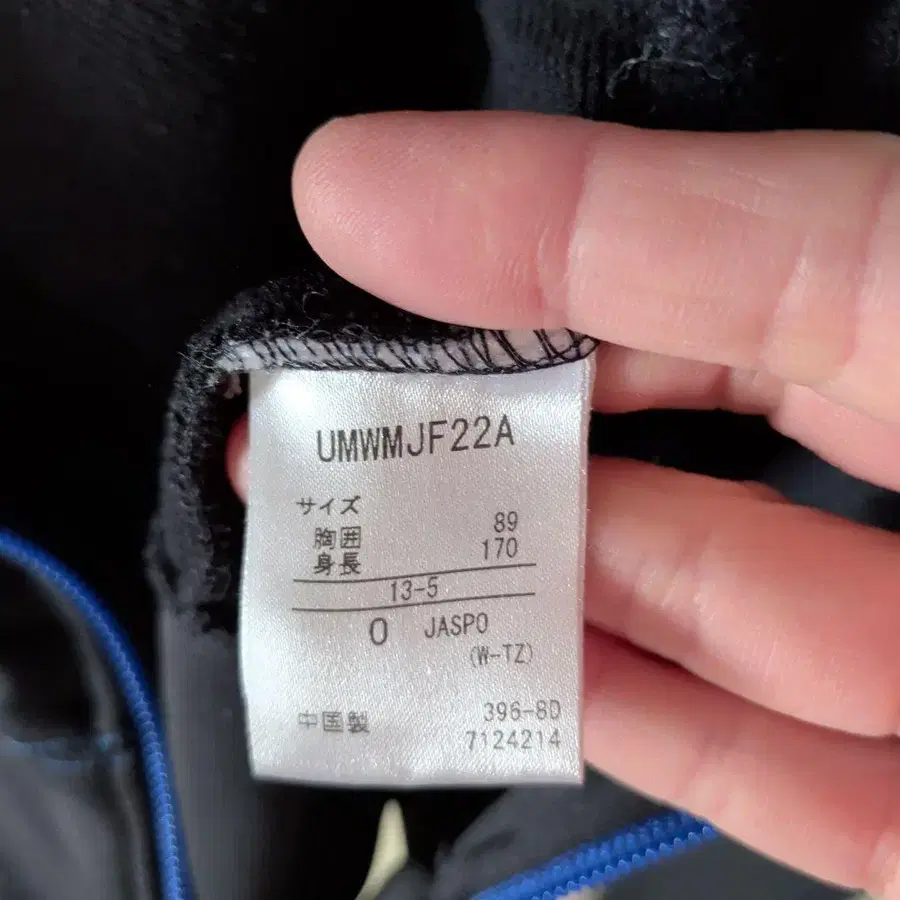 UMWMJF22A
サイズ
胸囲 89
身長 170
13-5
O JASPO
(W-TZ)
中国製 396-8D
7124214